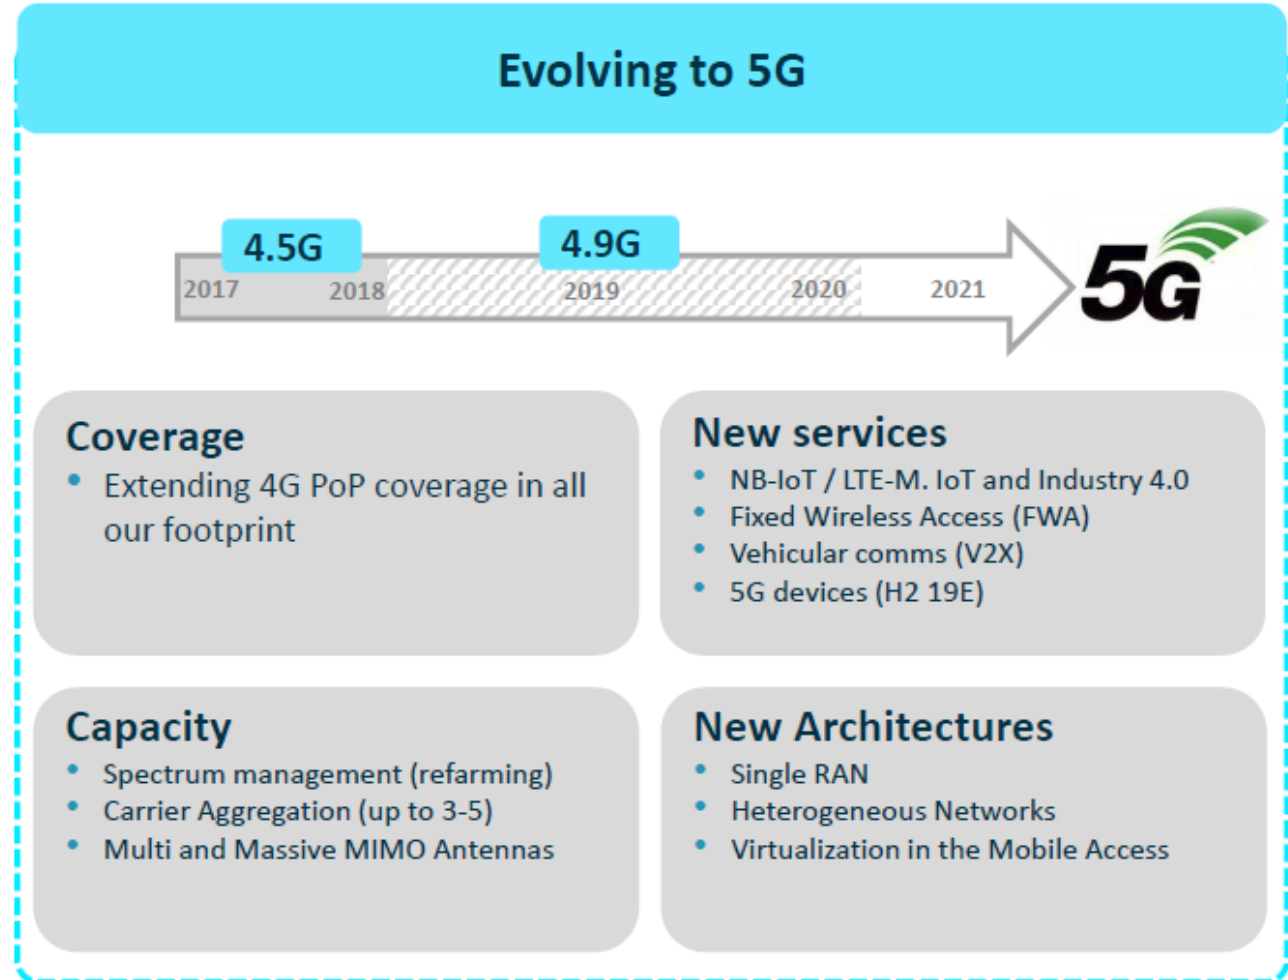 Evolving to 5G
4.5G
4.9G
2017
2018
2019
2020
2021
5G
Coverage
• Extending 4G PoP coverage in all
our footprint
New services
• NB-IoT / LTE-M. IoT and Industry 4.0
• Fixed Wireless Access (FWA)
• Vehicular comms (V2X)
• 5G devices (H2 19E)
Capacity
• Spectrum management (refarming)
• Carrier Aggregation (up to 3-5)
• Multi and Massive MIMO Antennas
New Architectures
• Single RAN
• Heterogeneous Networks
• Virtualization in the Mobile Access